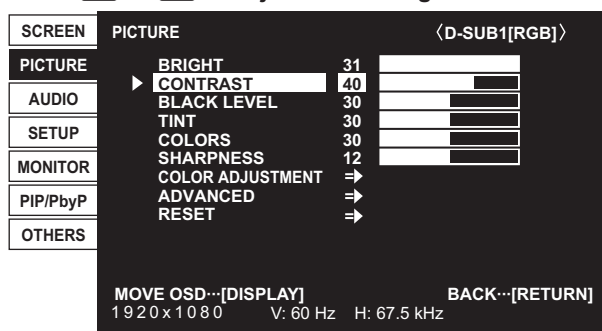 SCREEN
PICTURE
AUDIO
SETUP
MONITOR
PIP/PbyP
OTHERS
PICTURE 〈D-SUB1[RGB]〉
BRIGHT 31
CONTRAST 40
BLACK LEVEL 30
TINT 30
COLORS 30
SHARPNESS 12
COLOR ADJUSTMENT
ADVANCED
RESET
MOVE OSD···[DISPLAY] BACK···[RETURN]
1920x1080 V: 60 Hz H: 67.5 kHz